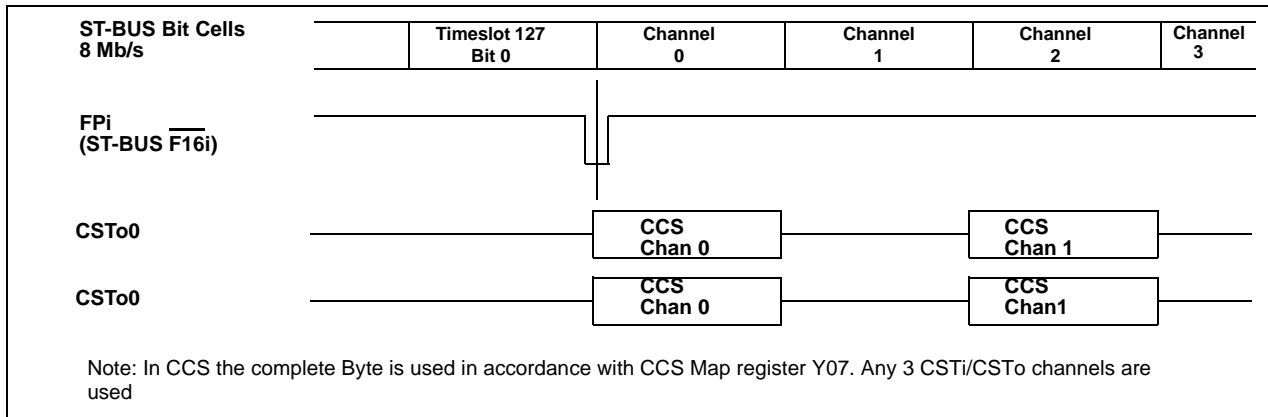 ST-BUS Bit Cells
8 Mb/s
Timeslot 127
Bit 0
Channel
0
Channel
1
Channel
2
Channel
3
FPi
(ST-BUS F16i)
CSTo0
CCS
Chan 0
CCS
Chan 1
CSTo0
CCS
Chan 0
CCS
Chan1
Note: In CCS the complete Byte is used in accordance with CCS Map register Y07. Any 3 CSTi/CSTo channels are
used